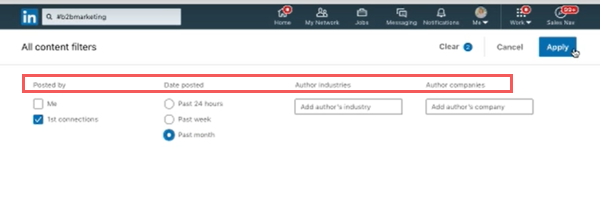 in
#b2bmarketing
Home
My Network
Jobs
Messaging
Notifications
Me
Work
Sales Nav
All content filters
Clear 2
Cancel
Apply
Posted by
Date posted
Author industries
Author companies
Me
Past 24 hours
Add author's industry
Add author's company
1st connections
Past week
Past month